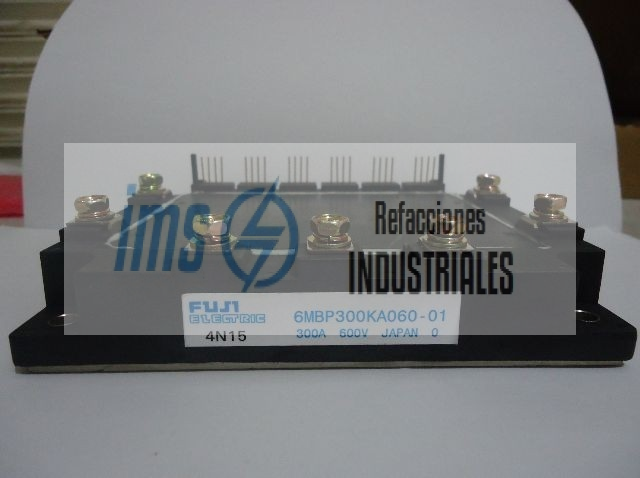 ims
Refacciones
INDUSTRIALES
FUJI
ELECTRIC
6MBP300KA060-01
4N15
300A 600V JAPAN 0